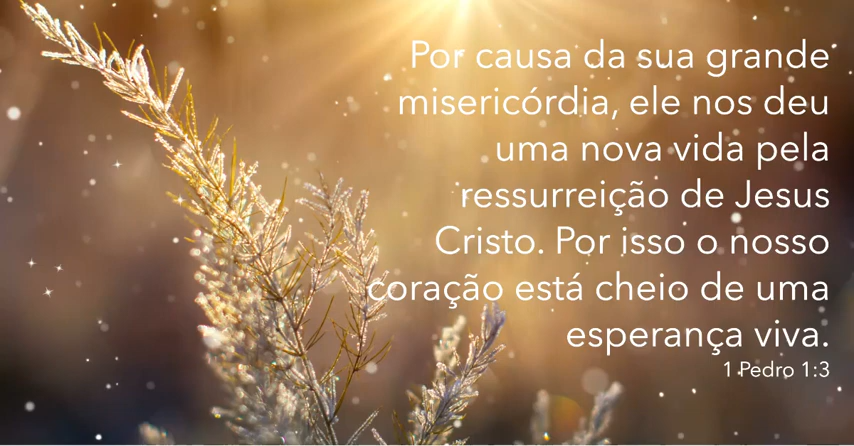 Por causa da sua grande
misericórdia, ele nos deu
uma nova vida pela
ressurreição de Jesus
Cristo. Por isso o nosso
coração está cheio de uma
esperança viva.
1 Pedro 1:3